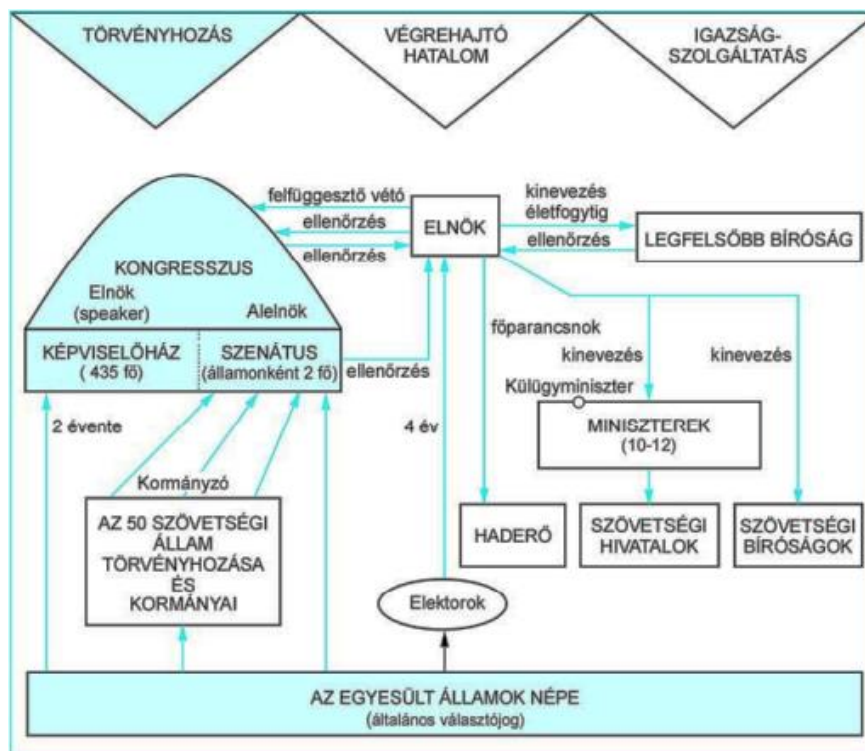 TÖRVÉNYHOZÁS
VÉGREHAJTÓ
HATALOM
IGAZSÁG-
SZOLGÁLTATÁS
felfüggesztő vétó
ellenőrzés
ellenőrzés
ELNÖK
kinevezés
életfogytig
ellenőrzés
LEGFELSŐBB BÍRÓSÁG
KONGRESSZUS
Elnök
(speaker)
Alelnök
KÉPVISELŐHÁZ
( 435 fő)
SZENÁTUS
(államonként 2 fő)
ellenőrzés
főparancsnok
kinevezés
kinevezés
Külügyminiszter
MINISZTEREK
(10-12)
2 évente
4 év
Kormányzó
AZ 50 SZÖVETSÉGI
ÁLLAM
TÖRVÉNYHOZÁSA
ÉS
KORMÁNYAI
HADERŐ
SZÖVETSÉGI
HIVATALOK
SZÖVETSÉGI
BÍRÓSÁGOK
Elektorok
AZ EGYESÜLT ÁLLAMOK NÉPE
(általános választójog)